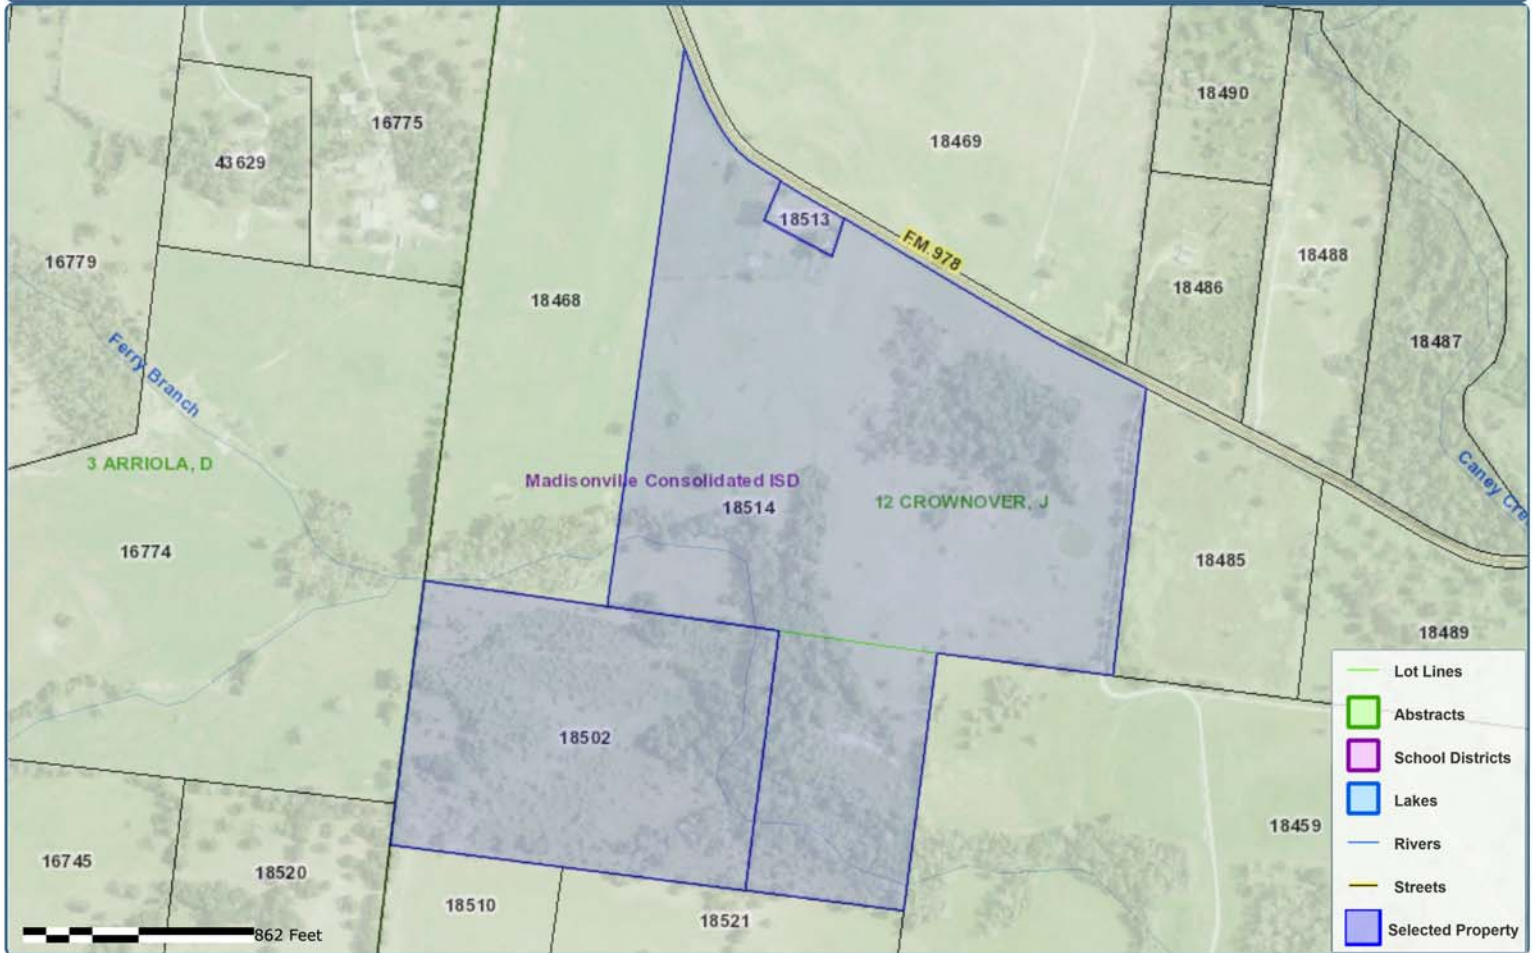 18490
16775
18469
43629
18513
F.M. 978
18488
16779
18486
18468
18487
Ferry Branch
3 ARRIOLA, D
Madisonville Consolidated ISD
18514
12 CROWNOVER, J
Caney Cre
16774
18485
18489
18502
18459
16745
18520
18510
18521
862 Feet
Lot Lines
Abstracts
School Districts
Lakes
Rivers
Streets
Selected Property